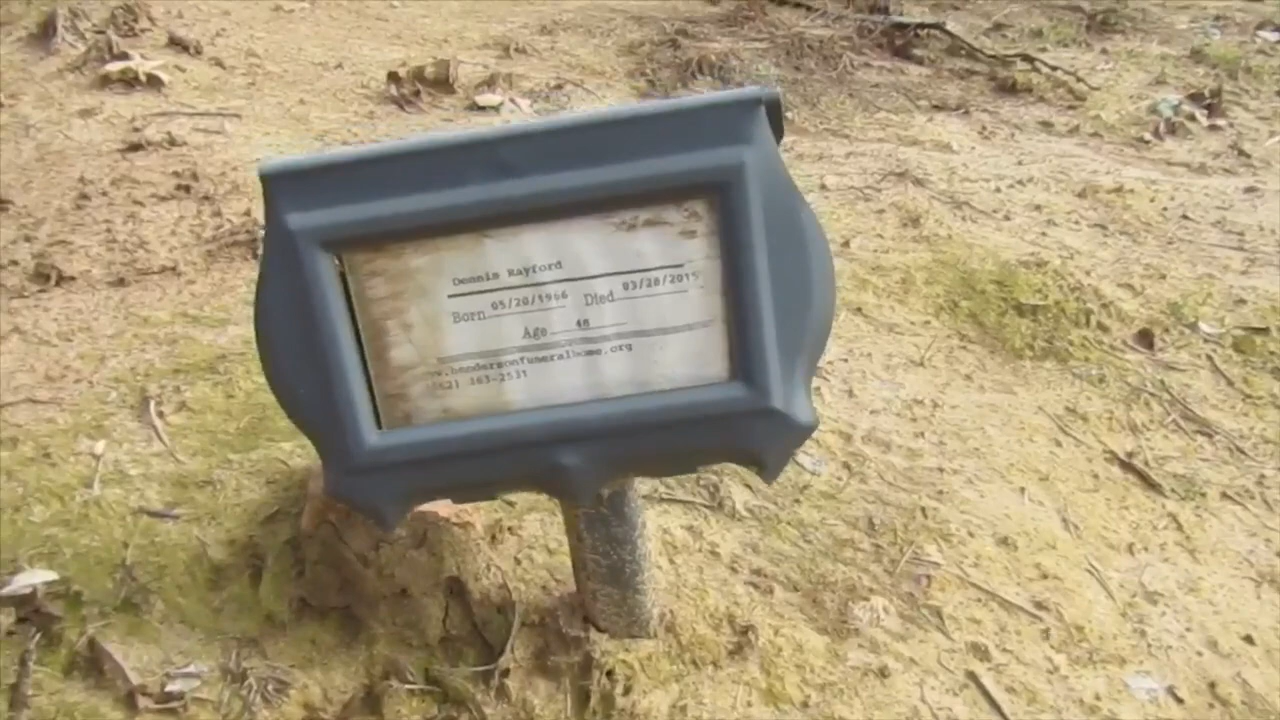 Dennis Rayford
Born 05/20/1966 Died 03/28/2015
Age 48
w.hendersonfuneralhome.org